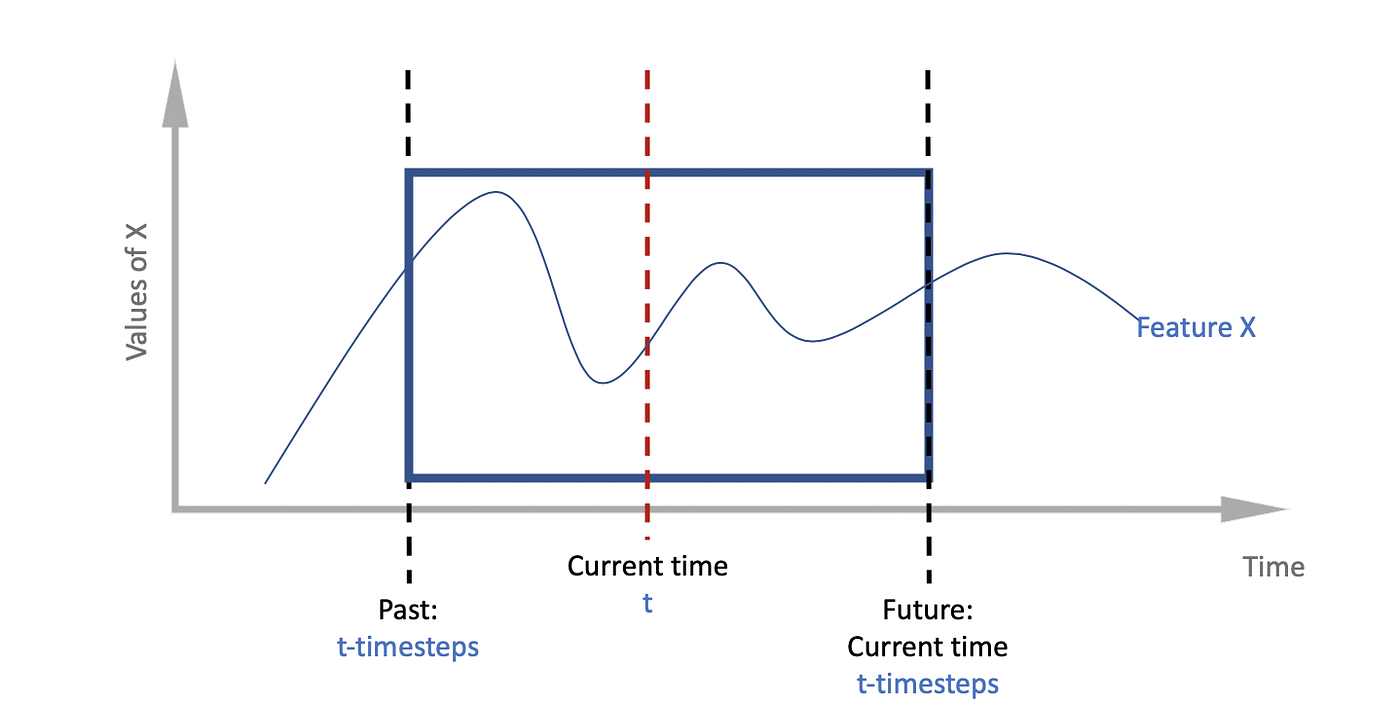 Values of X
Feature X
Time
Current time
t
Past:
t-timesteps
Future:
Current time
t-timesteps